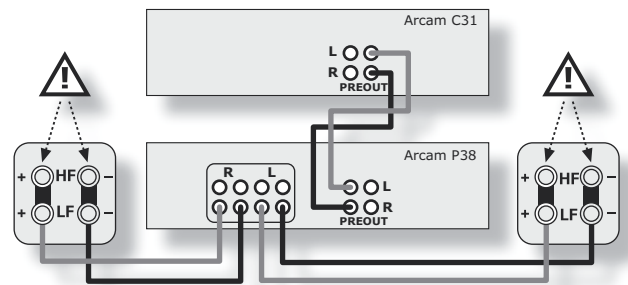 Arcam C31
L
R
PREOUT
!
!
Arcam P38
R L
L
R
PREOUT
+ HF –
+ LF –
+ HF –
+ LF –